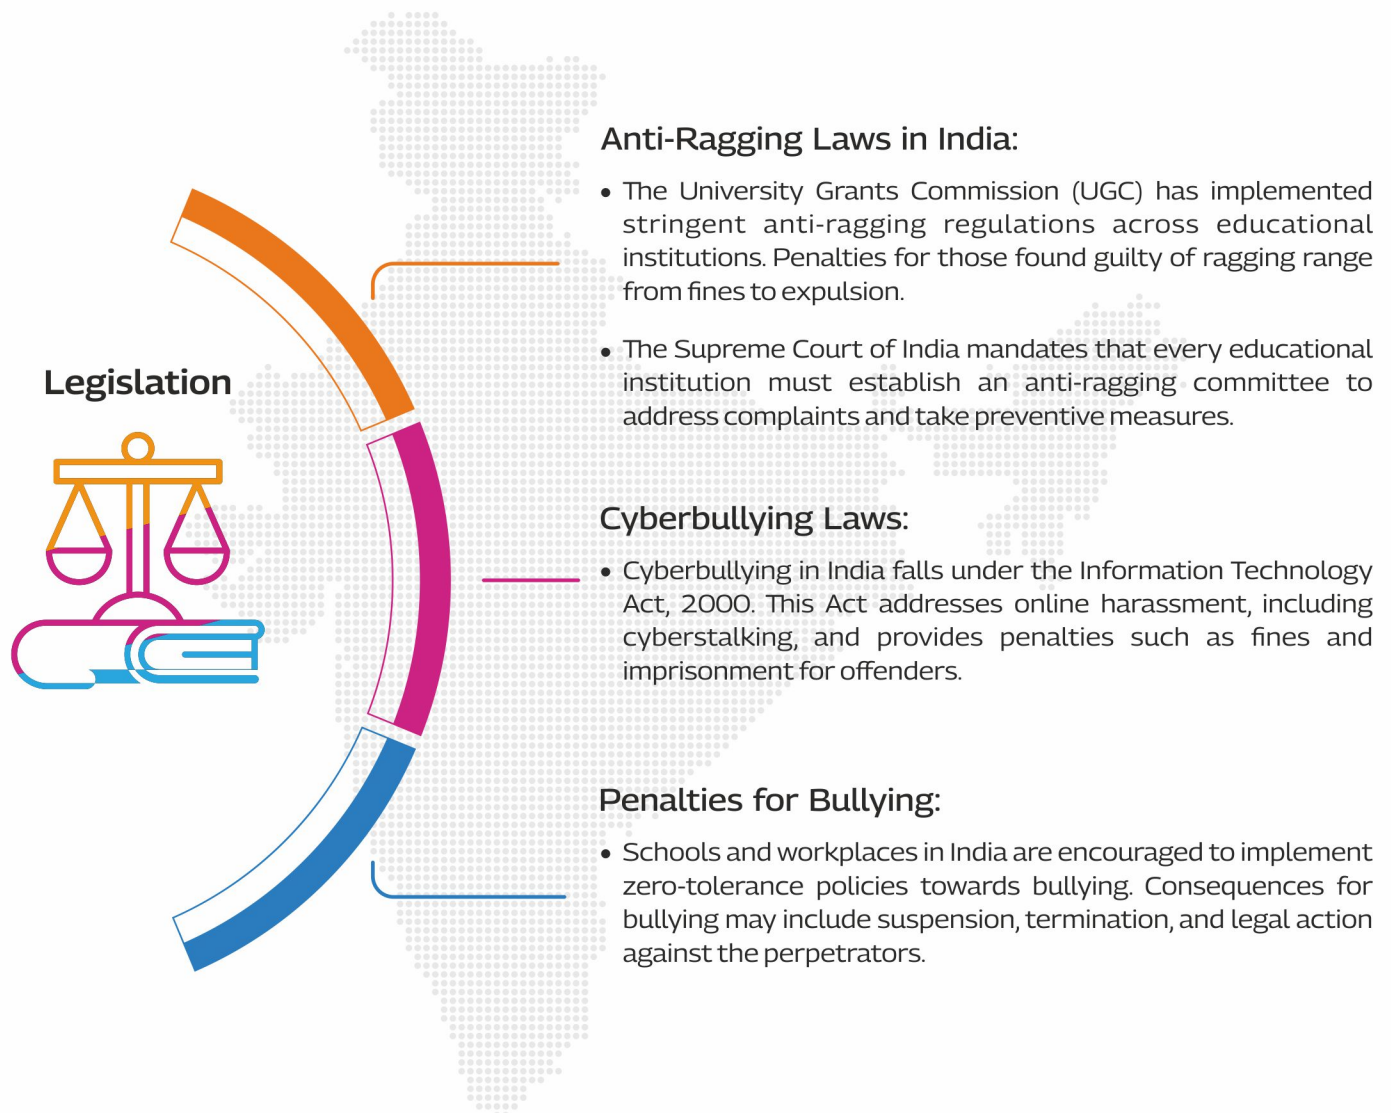 Legislation
Anti-Ragging Laws in India:
• The University Grants Commission (UGC) has implemented
stringent anti-ragging regulations across educational
institutions. Penalties for those found guilty of ragging range
from fines to expulsion.
• The Supreme Court of India mandates that every educational
institution must establish an anti-ragging committee to
address complaints and take preventive measures.
Cyberbullying Laws:
• Cyberbullying in India falls under the Information Technology
Act, 2000. This Act addresses online harassment, including
cyberstalking, and provides penalties such as fines and
imprisonment for offenders.
Penalties for Bullying:
• Schools and workplaces in India are encouraged to implement
zero-tolerance policies towards bullying. Consequences for
bullying may include suspension, termination, and legal action
against the perpetrators.